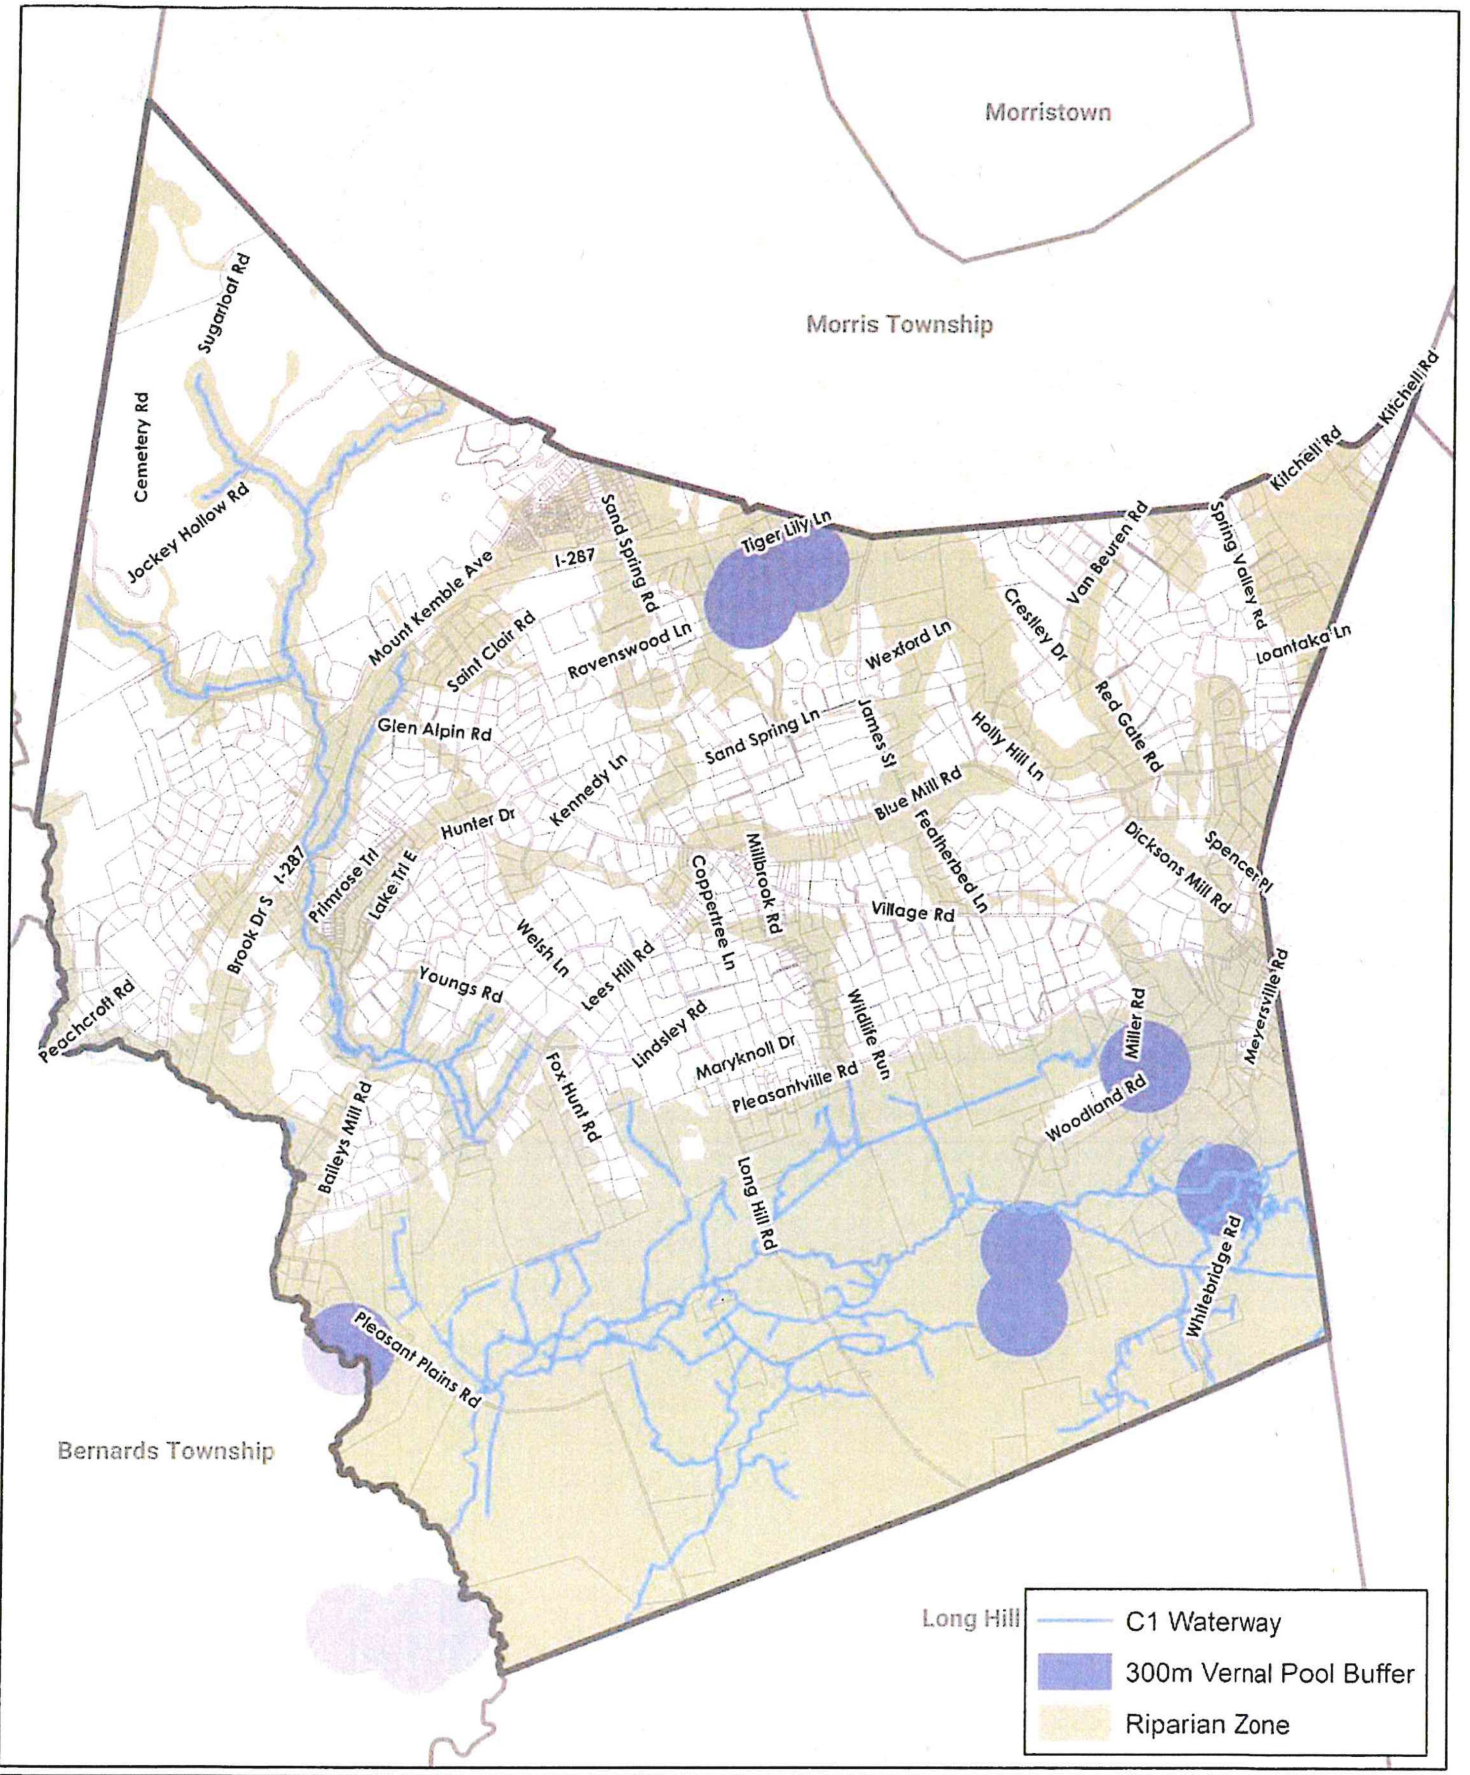 Morristown
Morris Township
Sugarloaf Rd
Kitchell Rd
Cemetery Rd
Kitchell Rd
Jockey Hollow Rd
Sand Spring Rd
Tiger Lily Ln
Van Beuren Rd
Spring Valley Rd
I-287
Mount Kemble Ave
Saint Clair Rd
Ravenswood Ln
Wexford Ln
Crestley Dr
Loantaka Ln
Glen Alpin Rd
Sand Spring Ln
James St
Holly Hill Ln
Red Gate Rd
Kennedy Ln
Hunter Dr
Blue Mill Rd
Featherbed Ln
Dicksons Mill Rd
Spencer Pl
I-287
Primrose Trl
Lake Trl E
Coppertree Ln
Millbrook Rd
Village Rd
Brook Dr S
Welsh Ln
Lees Hill Rd
Youngs Rd
Peachcroft Rd
Lindsley Rd
Wildlife Run
Miller Rd
Meyersville Rd
Maryknoll Dr
Pleasantville Rd
Fox Hunt Rd
Woodland Rd
Baileys Mill Rd
Long Hill Rd
Whitebridge Rd
Pleasant Plains Rd
Bernards Township
Long Hill
C1 Waterway
300m Vernal Pool Buffer
Riparian Zone